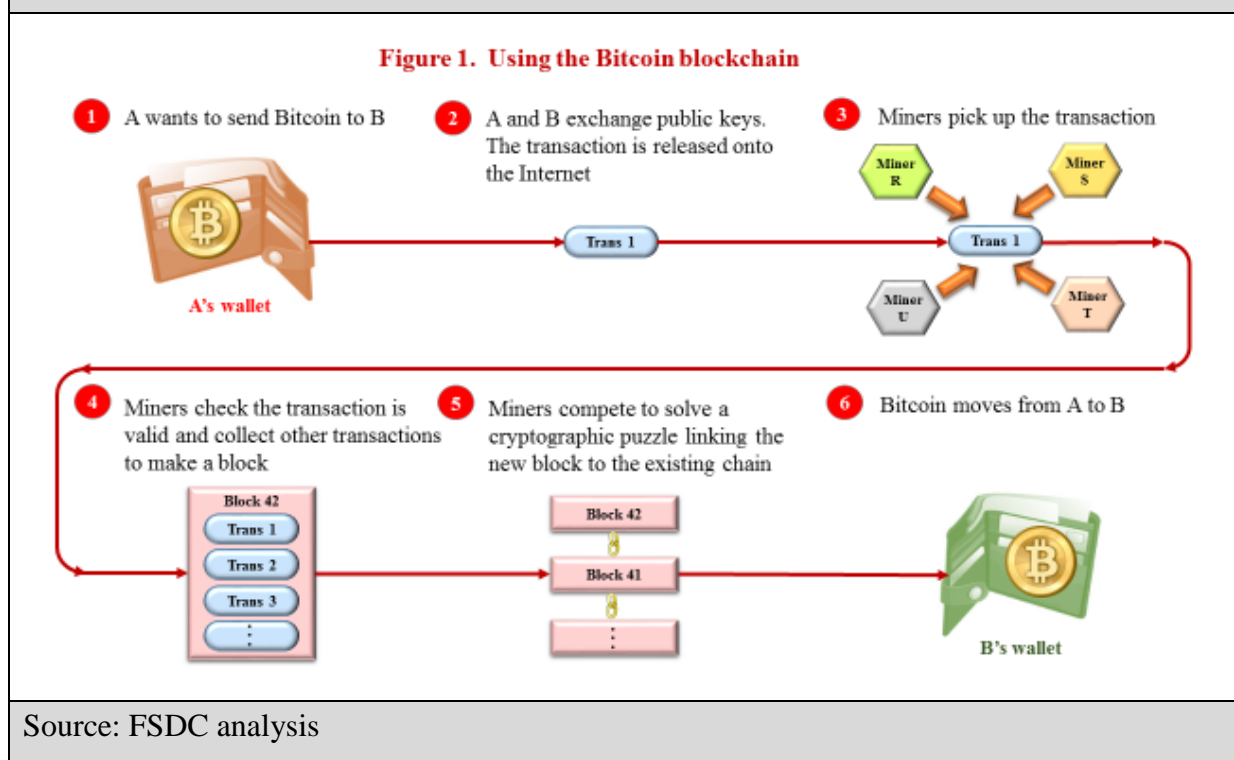 Figure 1. Using the Bitcoin blockchain
1 A wants to send Bitcoin to B
A's wallet
2 A and B exchange public keys.
The transaction is released onto
the Internet
Trans 1
3 Miners pick up the transaction
Miner
R
Miner
S
Trans 1
Miner
U
Miner
T
4 Miners check the transaction is
valid and collect other transactions
to make a block
Block 42
Trans 1
Trans 2
Trans 3
⋮
5 Miners compete to solve a
cryptographic puzzle linking the
new block to the existing chain
Block 42
Block 41
⋮
6 Bitcoin moves from A to B
B's wallet
Source: FSDC analysis